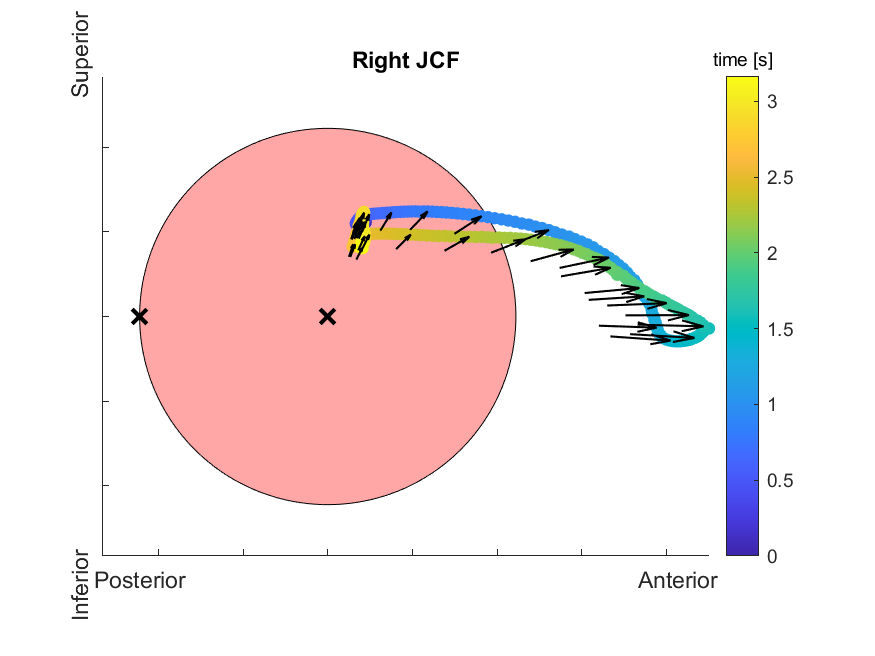 Right JCF
time [s]
Superior
Inferior
Posterior
Anterior
3
2.5
2
1.5
1
0.5
0